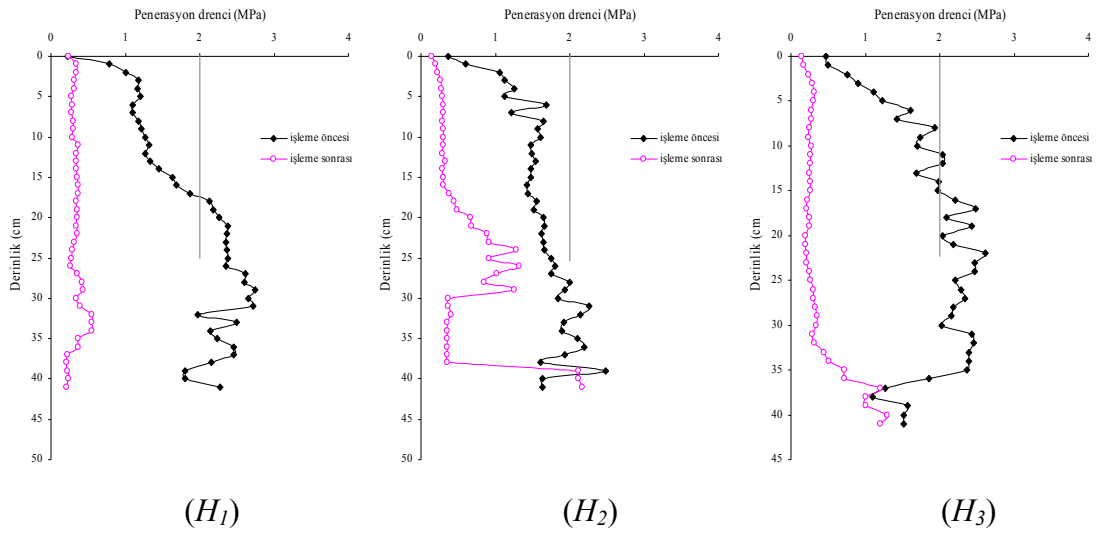 Penerasyon drenci (MPa)
0 1 2 3 4
0
5
10
15
20
25
30
35
40
45
50
Derinlik (cm
işleme öncesi
işleme sonrası
(H1)
Penerasyon drenci (MPa)
0 1 2 3 4
0
5
10
15
20
25
30
35
40
45
50
Derinlik (cm
işleme öncesi
işleme sonrası
(H2)
Penerasyon drenci (MPa)
0 1 2 3 4
0
5
10
15
20
25
30
35
40
45
Derinlik (cm
işleme öncesi
işleme sonrası
(H3)